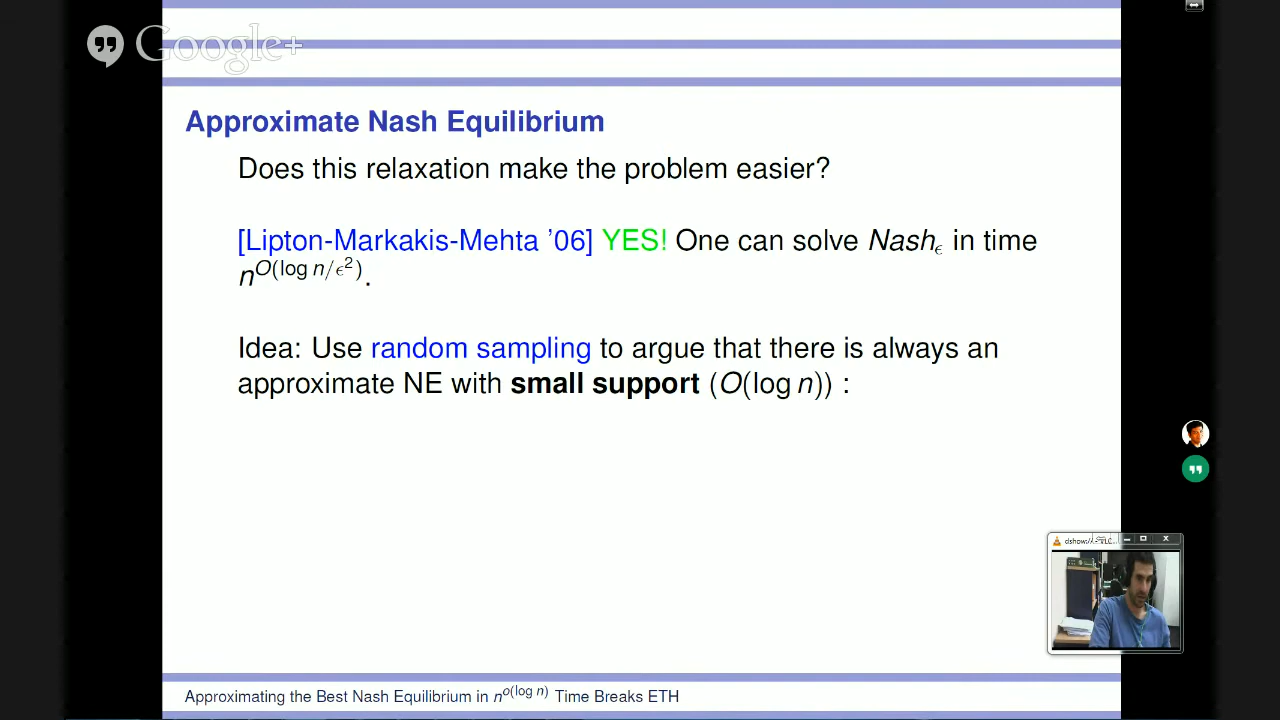 Google+
Approximate Nash Equilibrium
Does this relaxation make the problem easier?
[Lipton-Markakis-Mehta ’06] YES! One can solve Nash_ϵ in time
n^{O(log n/ϵ^2)}.
Idea: Use random sampling to argue that there is always an
approximate NE with small support (O(log n)) :
Approximating the Best Nash Equilibrium in n^{o(log n)} Time Breaks ETH